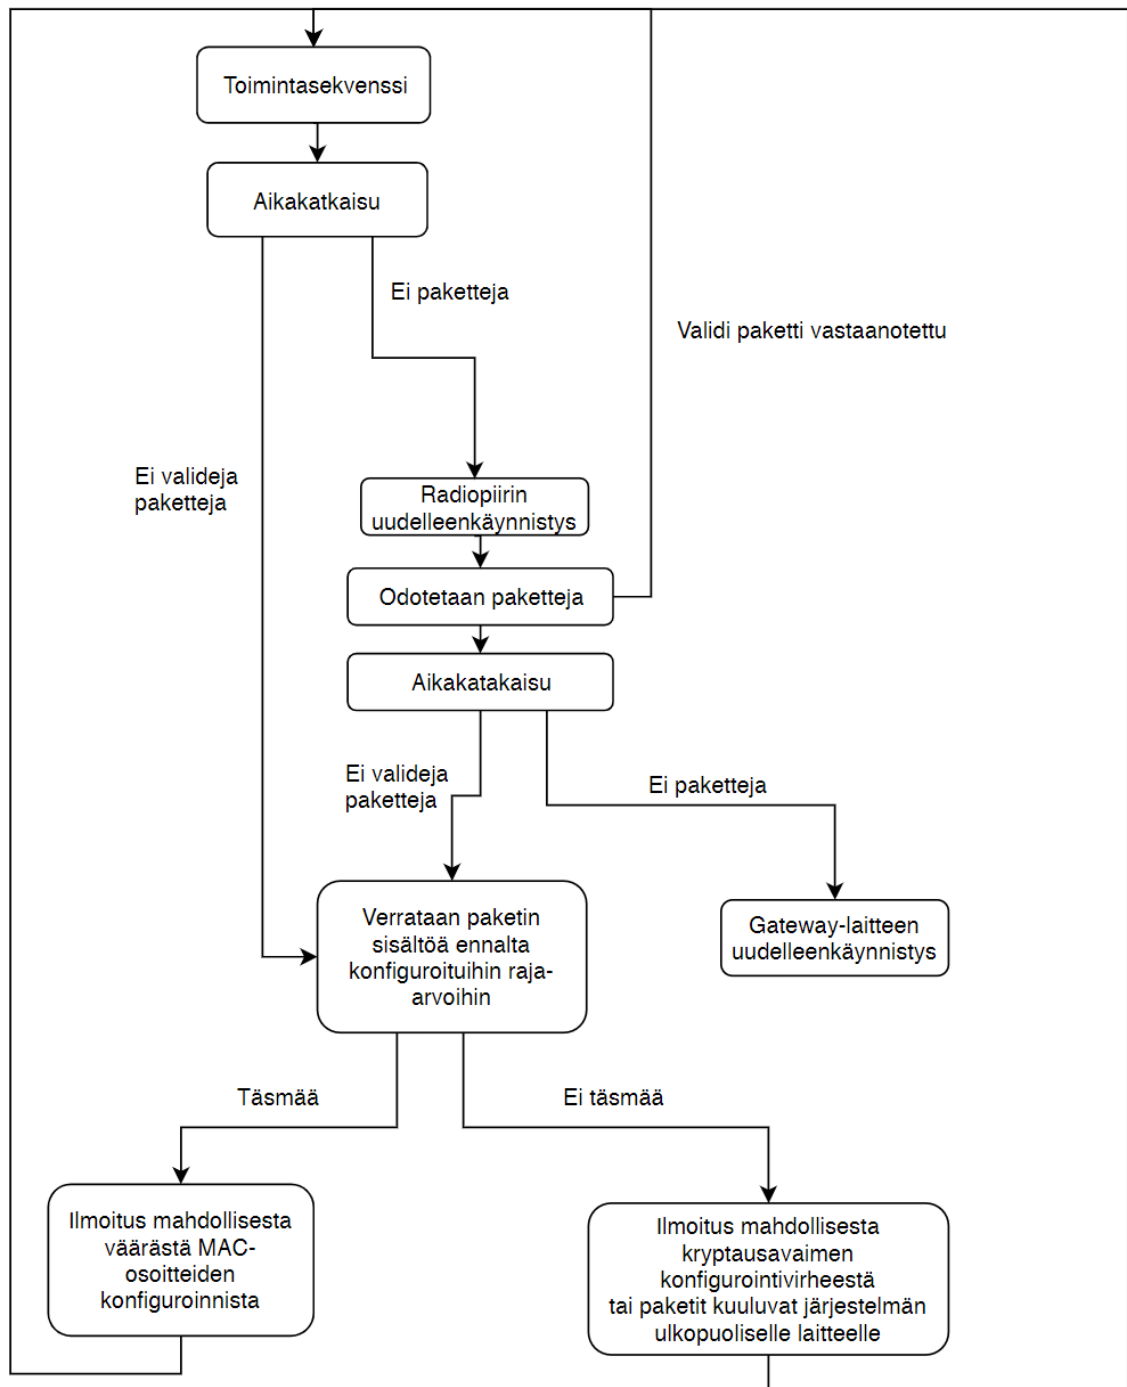 Toimintasekvenssi
Aikakatkaisu
Ei paketteja
Validi paketti vastaanotettu
Ei valideja
paketteja
Radiopiirin
uudelleenkäynnistys
Odotetaan paketteja
Aikakatakaisu
Ei valideja
paketteja
Ei paketteja
Verrataan paketin
sisältöä ennalta
konfiguroituihin raja-
arvoihin
Gateway-laitteen
uudelleenkäynnistys
Täsmää
Ei täsmää
Ilmoitus mahdollisesta
väärästä MAC-
osoitteiden
konfiguroinnista
Ilmoitus mahdollisesta
kryptausavaimen
konfigurointivirheestä
tai paketit kuuluvat järjestelmän
ulkopuoliselle laitteelle